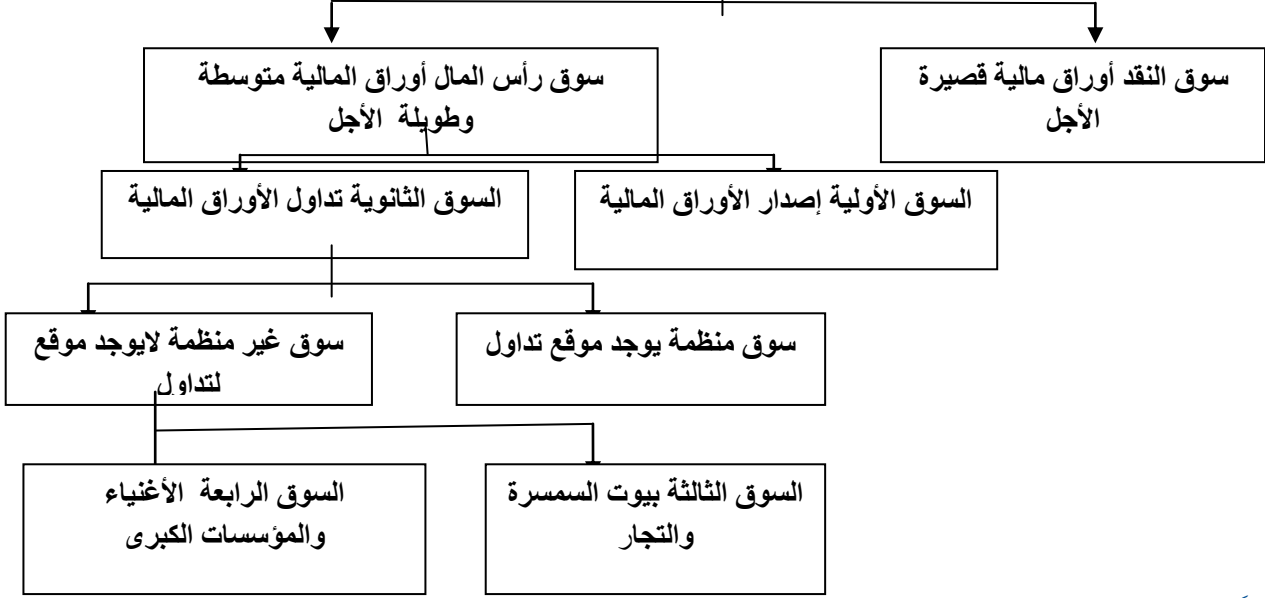 سوق النقد أوراق مالية قصيرة
الأجل
سوق رأس المال أوراق المالية متوسطة
وطويلة الأجل
السوق الأولية إصدار الأوراق المالية
السوق الثانوية تداول الأوراق المالية
سوق منظمة يوجد موقع تداول
سوق غير منظمة لايوجد موقع
لتداول
السوق الثالثة بيوت السمسرة
والتجار
السوق الرابعة الأغنياء
والمؤسسات الكبرى